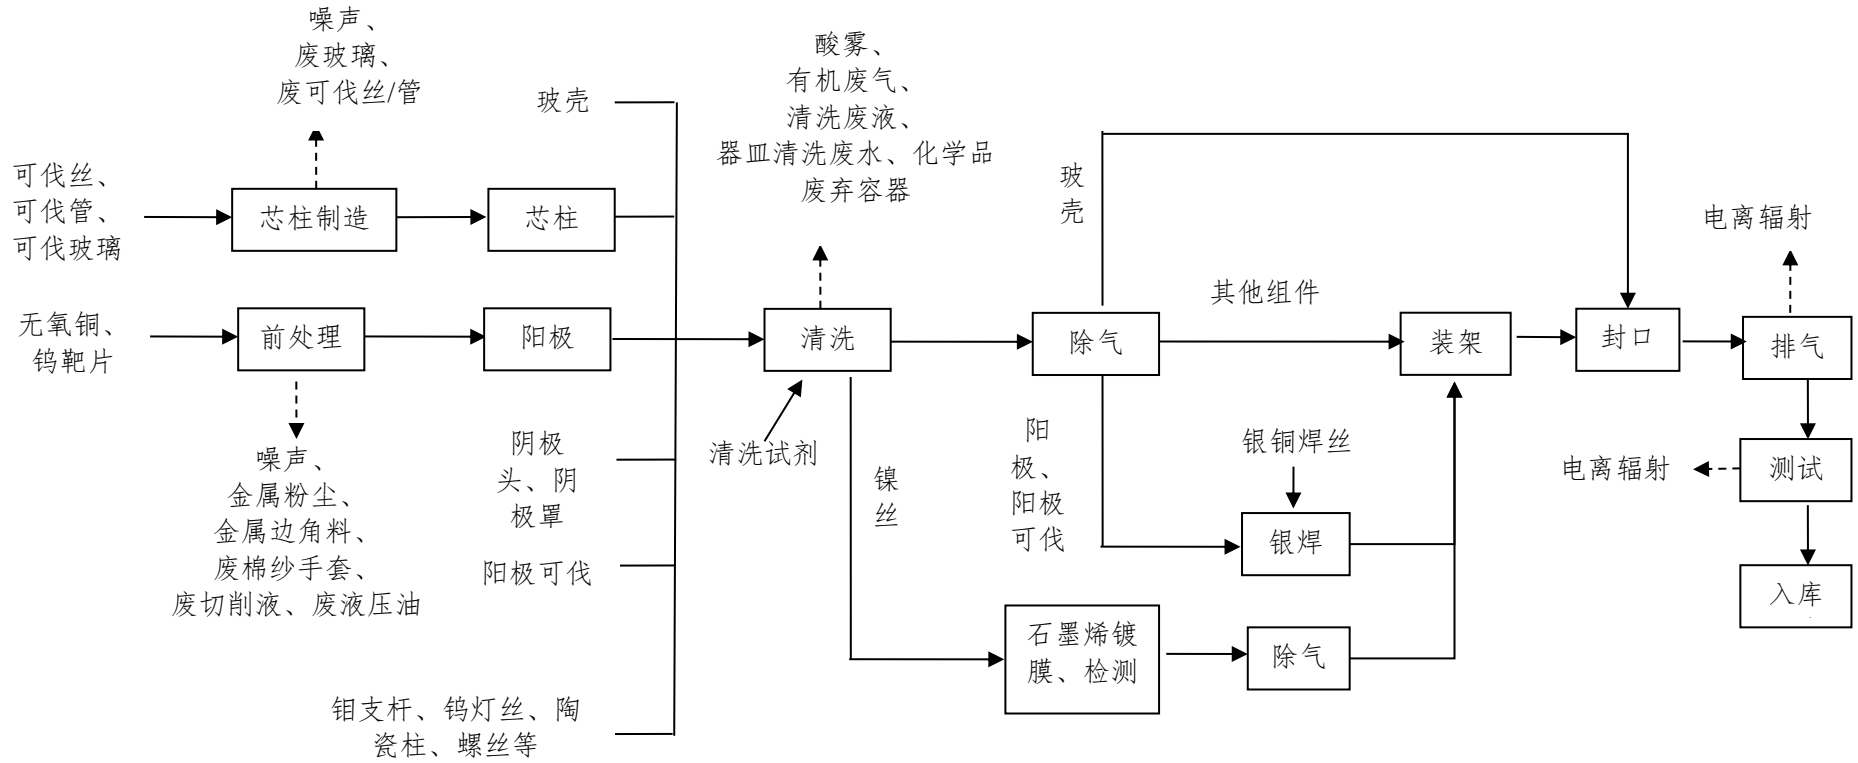 噪声、
废玻璃、
废可伐丝/管
玻壳
酸雾、
有机废气、
清洗废液、
器皿清洗废水、化学品
废弃容器
可伐丝、
可伐管、
可伐玻璃
芯柱制造
芯柱
玻
壳
电离辐射
无氧铜、
钨靶片
前处理
阳极
清洗
除气
其他组件
装架
封口
排气
噪声、
金属粉尘、
金属边角料、
废棉纱手套、
废切削液、废液压油
阴极
头、阴
极罩
阳极可伐
清洗试剂
镍
丝
阳
极、
阳极
可伐
银铜焊丝
银焊
电离辐射
测试
入库
石墨烯镀
膜、检测
除气
钼支杆、钨灯丝、陶
瓷柱、螺丝等